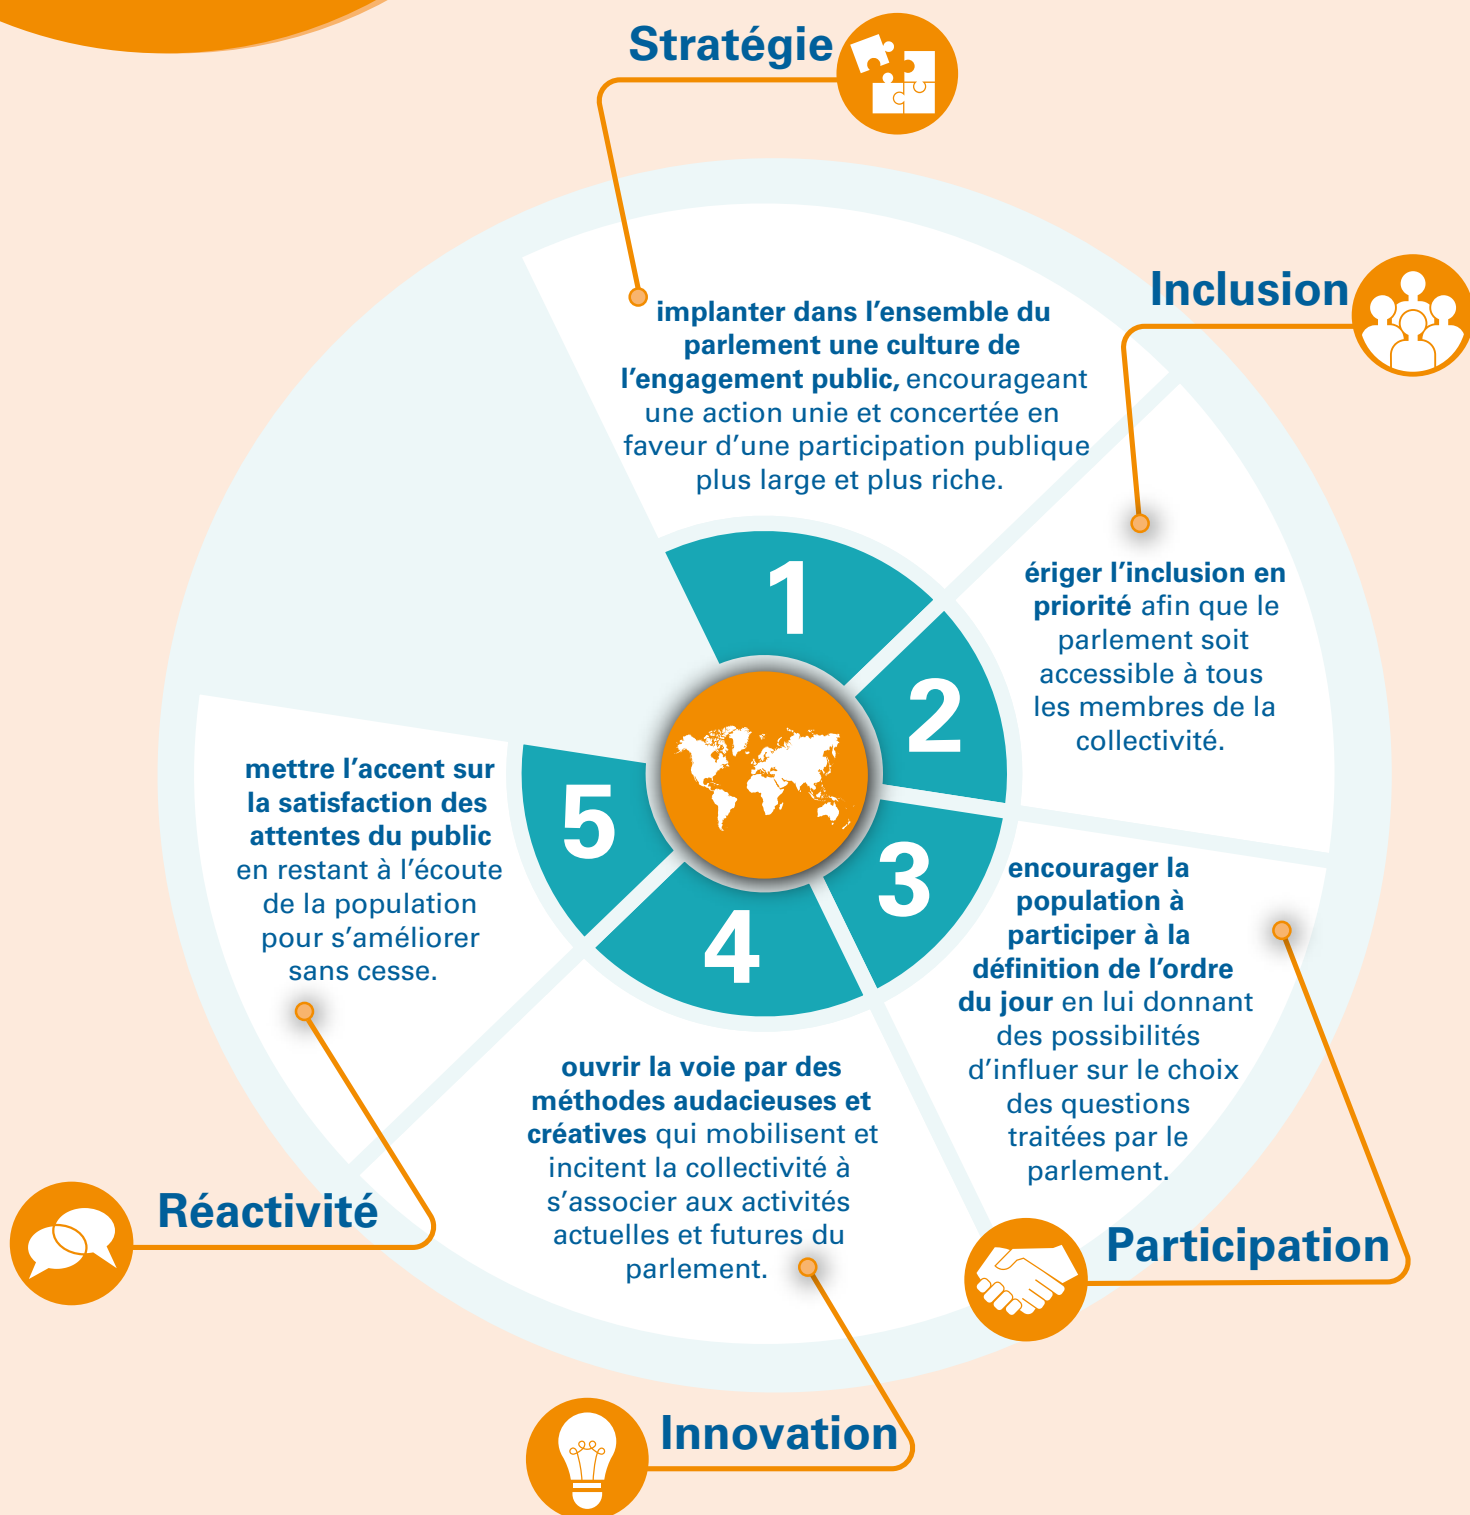 Stratégie
implanter dans l'ensemble du
parlement une culture de
l'engagement public, encourageant
une action unie et concertée en
faveur d'une participation publique
plus large et plus riche.
1
Inclusion
ériger l'inclusion en
priorité afin que le
parlement soit
accessible à tous
les membres de la
collectivité.
2
encourager la
population à
participer à la
définition de l'ordre
du jour en lui donnant
des possibilités
d'influer sur le choix
des questions
traitées par le
parlement.
3
Participation
ouvrir la voie par des
méthodes audacieuses et
créatives qui mobilisent et
incitent la collectivité à
s'associer aux activités
actuelles et futures du
parlement.
4
Innovation
mettre l'accent sur
la satisfaction des
attentes du public
en restant à l'écoute
de la population
pour s'améliorer
sans cesse.
5
Réactivité